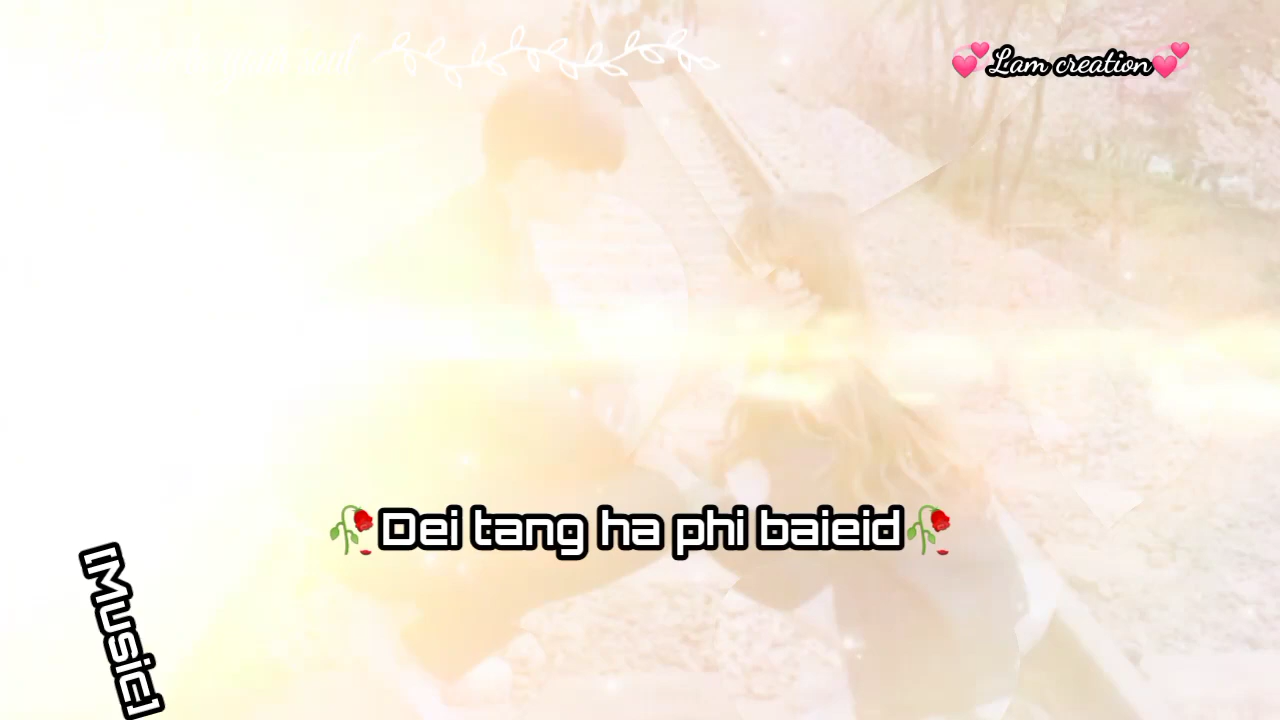 💕Lam creation💕
🥀Dei tang ha phi baieid🥀
[Music]